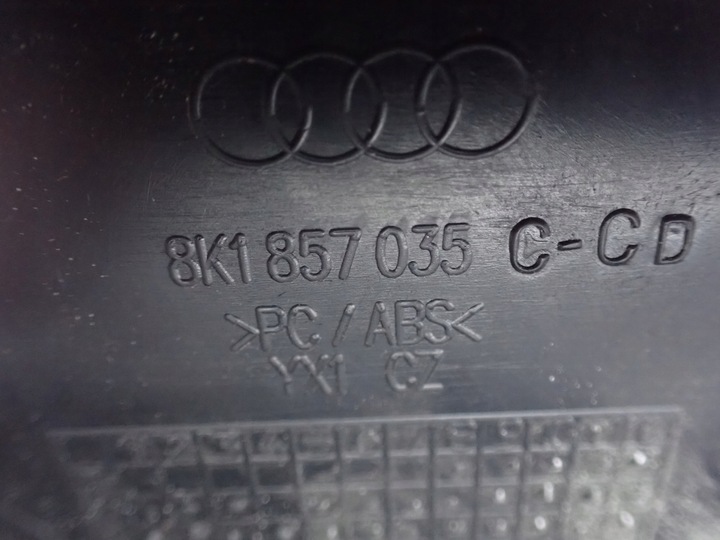 8K1 857 035 C-CD
>PC/ABS<
YX1 CZ